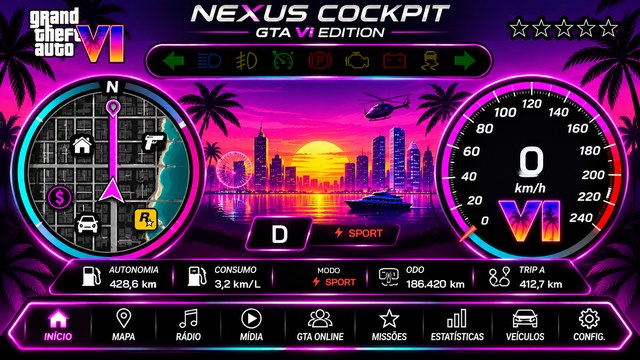 grand
theft
auto
VI
NEXUS COCKPIT
GTA VI EDITION
N
$
R
0
20
40
60
80
100
120
140
160
180
200
220
240
0
km/h
VI
D
SPORT
AUTONOMIA
428,6 km
CONSUMO
3,2 km/L
MODO
SPORT
ODO
186.420 km
TRIP A
412,7 km
INÍCIO
MAPA
RÁDIO
MÍDIA
GTA ONLINE
MISSÕES
ESTATÍSTICAS
VEÍCULOS
CONFIG.